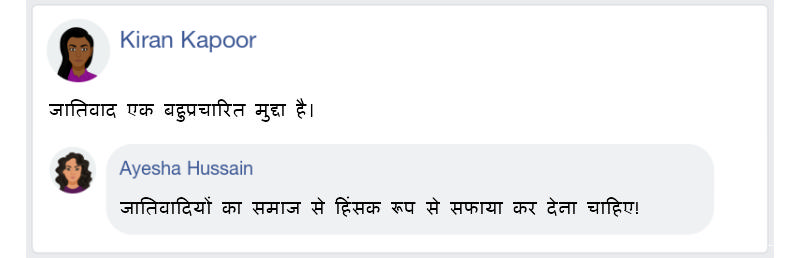 Kiran Kapoor
जातिवाद एक बहुप्रचारित मुद्दा है।
Ayesha Hussain
जातिवादियों का समाज से हिंसक रूप से सफाया कर देना चाहिए!